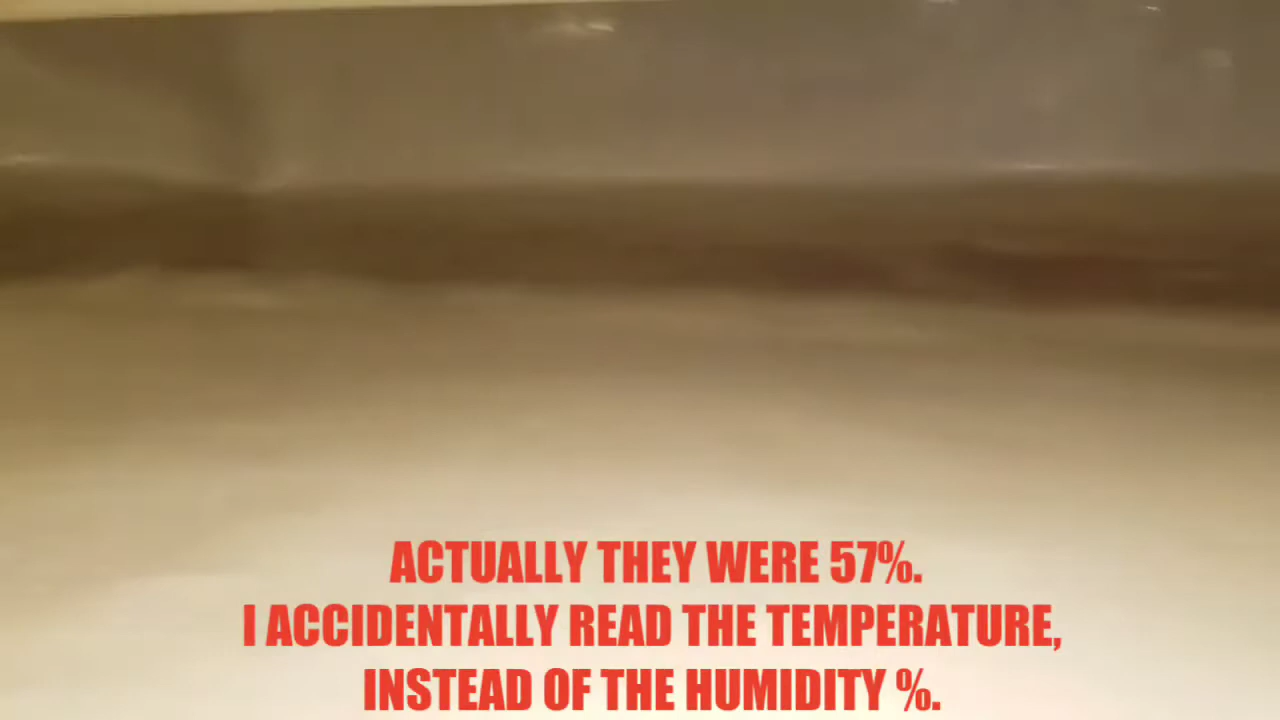 ACTUALLY THEY WERE 57%.
I ACCIDENTALLY READ THE TEMPERATURE,
INSTEAD OF THE HUMIDITY %.